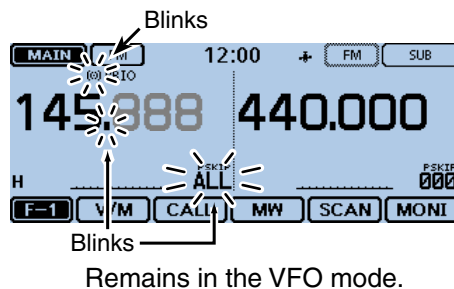 Blinks
MAIN FM 12:00 FM SUB
PRIO
145.888 440.000
PSKIP PSKIP
H ALL 000
F-1 V/M CALL MW SCAN MONI
Blinks
Remains in the VFO mode.